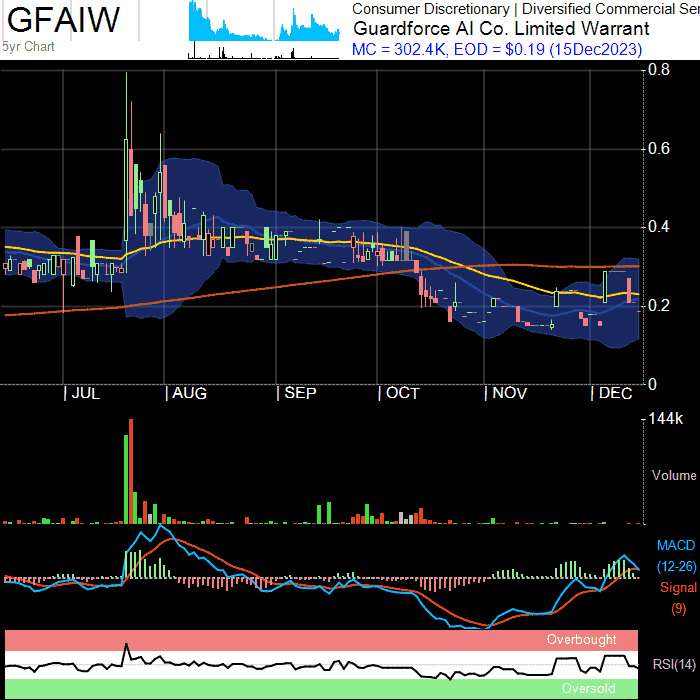 GFAIW
5yr Chart
Consumer Discretionary | Diversified Commercial Ser
Guardforce AI Co. Limited Warrant
MC = 302.4K, EOD = $0.19 (15Dec2023)
0.8
0.6
0.4
0.2
0
| JUL | AUG | SEP | OCT | NOV | DEC
144k
Volume
MACD
(12-26)
Signal
(9)
Overbought
RSI(14)
Oversold